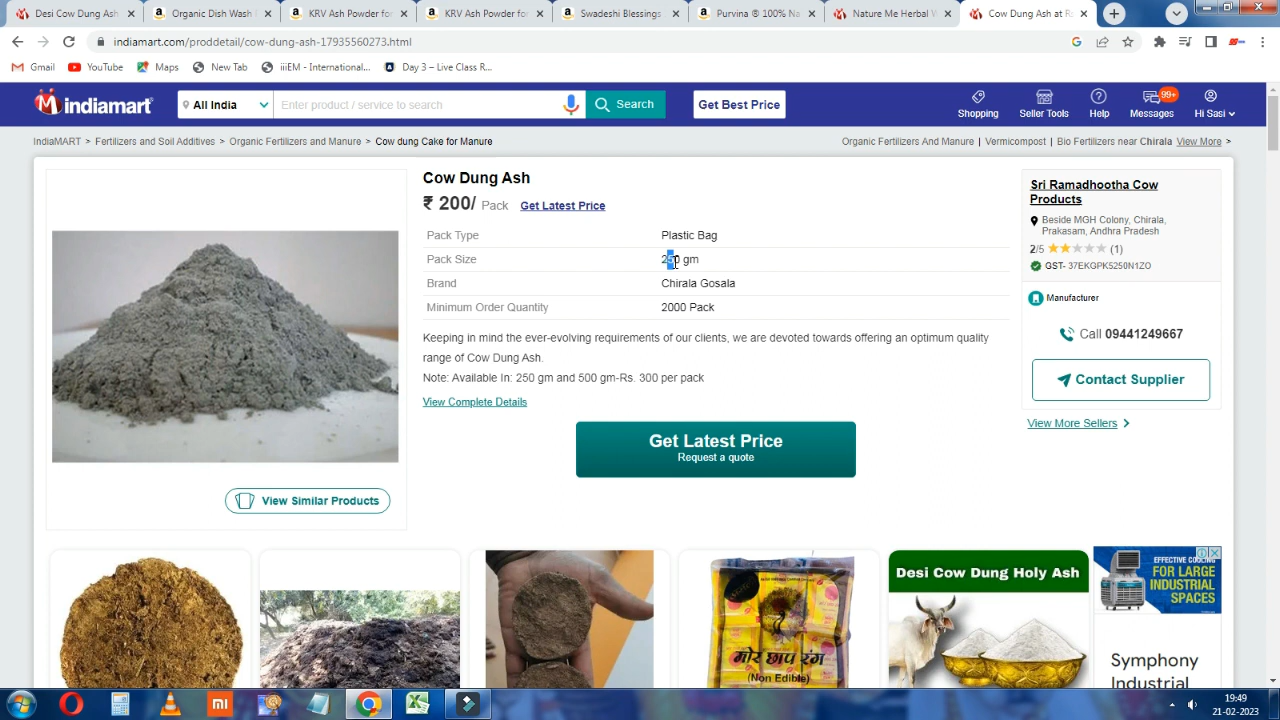 Desi Cow Dung Ash
Organic Dish Wash
KRV Ash Powder fo
KRV Ash Pow
Swadeshi Blessings
Purvina ® 100% Na
Nature Me Herbal V
Cow Dung Ash at R
indiamart.com/proddetail/cow-dung-ash-17935560273.html
Gmail
YouTube
Maps
New Tab
iiiEM - International...
Day 3 – Live Class R...
indiamart
All India
Enter product / service to search
Search
Get Best Price
Shopping
Seller Tools
Help
99+
Messages
Hi Sasi
IndiaMART > Fertilizers and Soil Additives > Organic Fertilizers and Manure > Cow dung Cake for Manure
Organic Fertilizers And Manure | Vermicompost | Bio Fertilizers near Chirala View More >
Cow Dung Ash
₹ 200/ Pack Get Latest Price
Pack Type Plastic Bag
Pack Size 250 gm
Brand Chirala Gosala
Minimum Order Quantity 2000 Pack
Keeping in mind the ever-evolving requirements of our clients, we are devoted towards offering an optimum quality
range of Cow Dung Ash.
Note: Available In: 250 gm and 500 gm-Rs. 300 per pack
View Complete Details
Get Latest Price
Request a quote
View Similar Products
Sri Ramadhootha Cow
Products
Beside MGH Colony, Chirala,
Prakasam, Andhra Pradesh
2/5 (1)
GST- 37EKGPK5250N1ZO
Manufacturer
Call 09441249667
Contact Supplier
View More Sellers
मोर छाप रंग
(Non Edible)
Desi Cow Dung Holy Ash
EFFECTIVE COOLING
FOR LARGE
INDUSTRIAL
SPACES
Symphony
Industrial
mi
19:49
21-02-2023